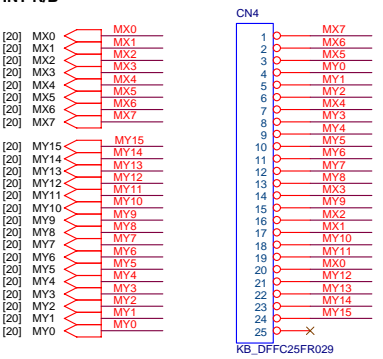 [20] MX0 MX0
[20] MX1 MX1
[20] MX2 MX2
[20] MX3 MX3
[20] MX4 MX4
[20] MX5 MX5
[20] MX6 MX6
[20] MX7 MX7
[20] MY15 MY15
[20] MY14 MY14
[20] MY13 MY13
[20] MY12 MY12
[20] MY11 MY11
[20] MY10 MY10
[20] MY9 MY9
[20] MY8 MY8
[20] MY7 MY7
[20] MY6 MY6
[20] MY5 MY5
[20] MY4 MY4
[20] MY3 MY3
[20] MY2 MY2
[20] MY1 MY1
[20] MY0 MY0
CN4
1 MX7
2 MX6
3 MX5
4 MY0
5 MY1
6 MY2
7 MX4
8 MY3
9 MY4
10 MY5
11 MY6
12 MY7
13 MY8
14 MX3
15 MY9
16 MX2
17 MX1
18 MY10
19 MY11
20 MX0
21 MY12
22 MY13
23 MY14
24 MY15
25
KB_DFFC25FR029